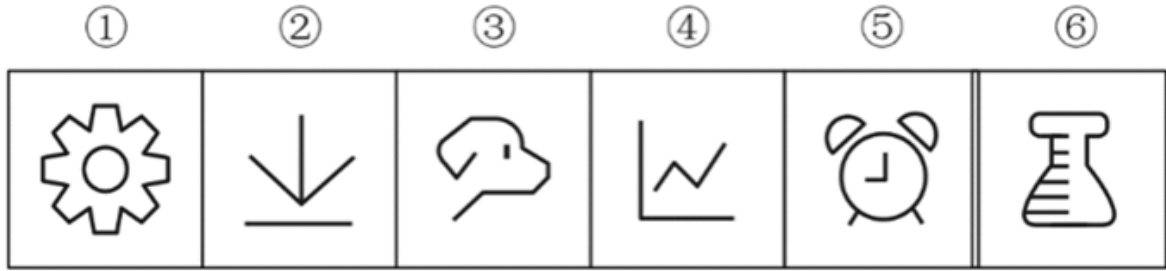 ① ② ③ ④ ⑤ ⑥